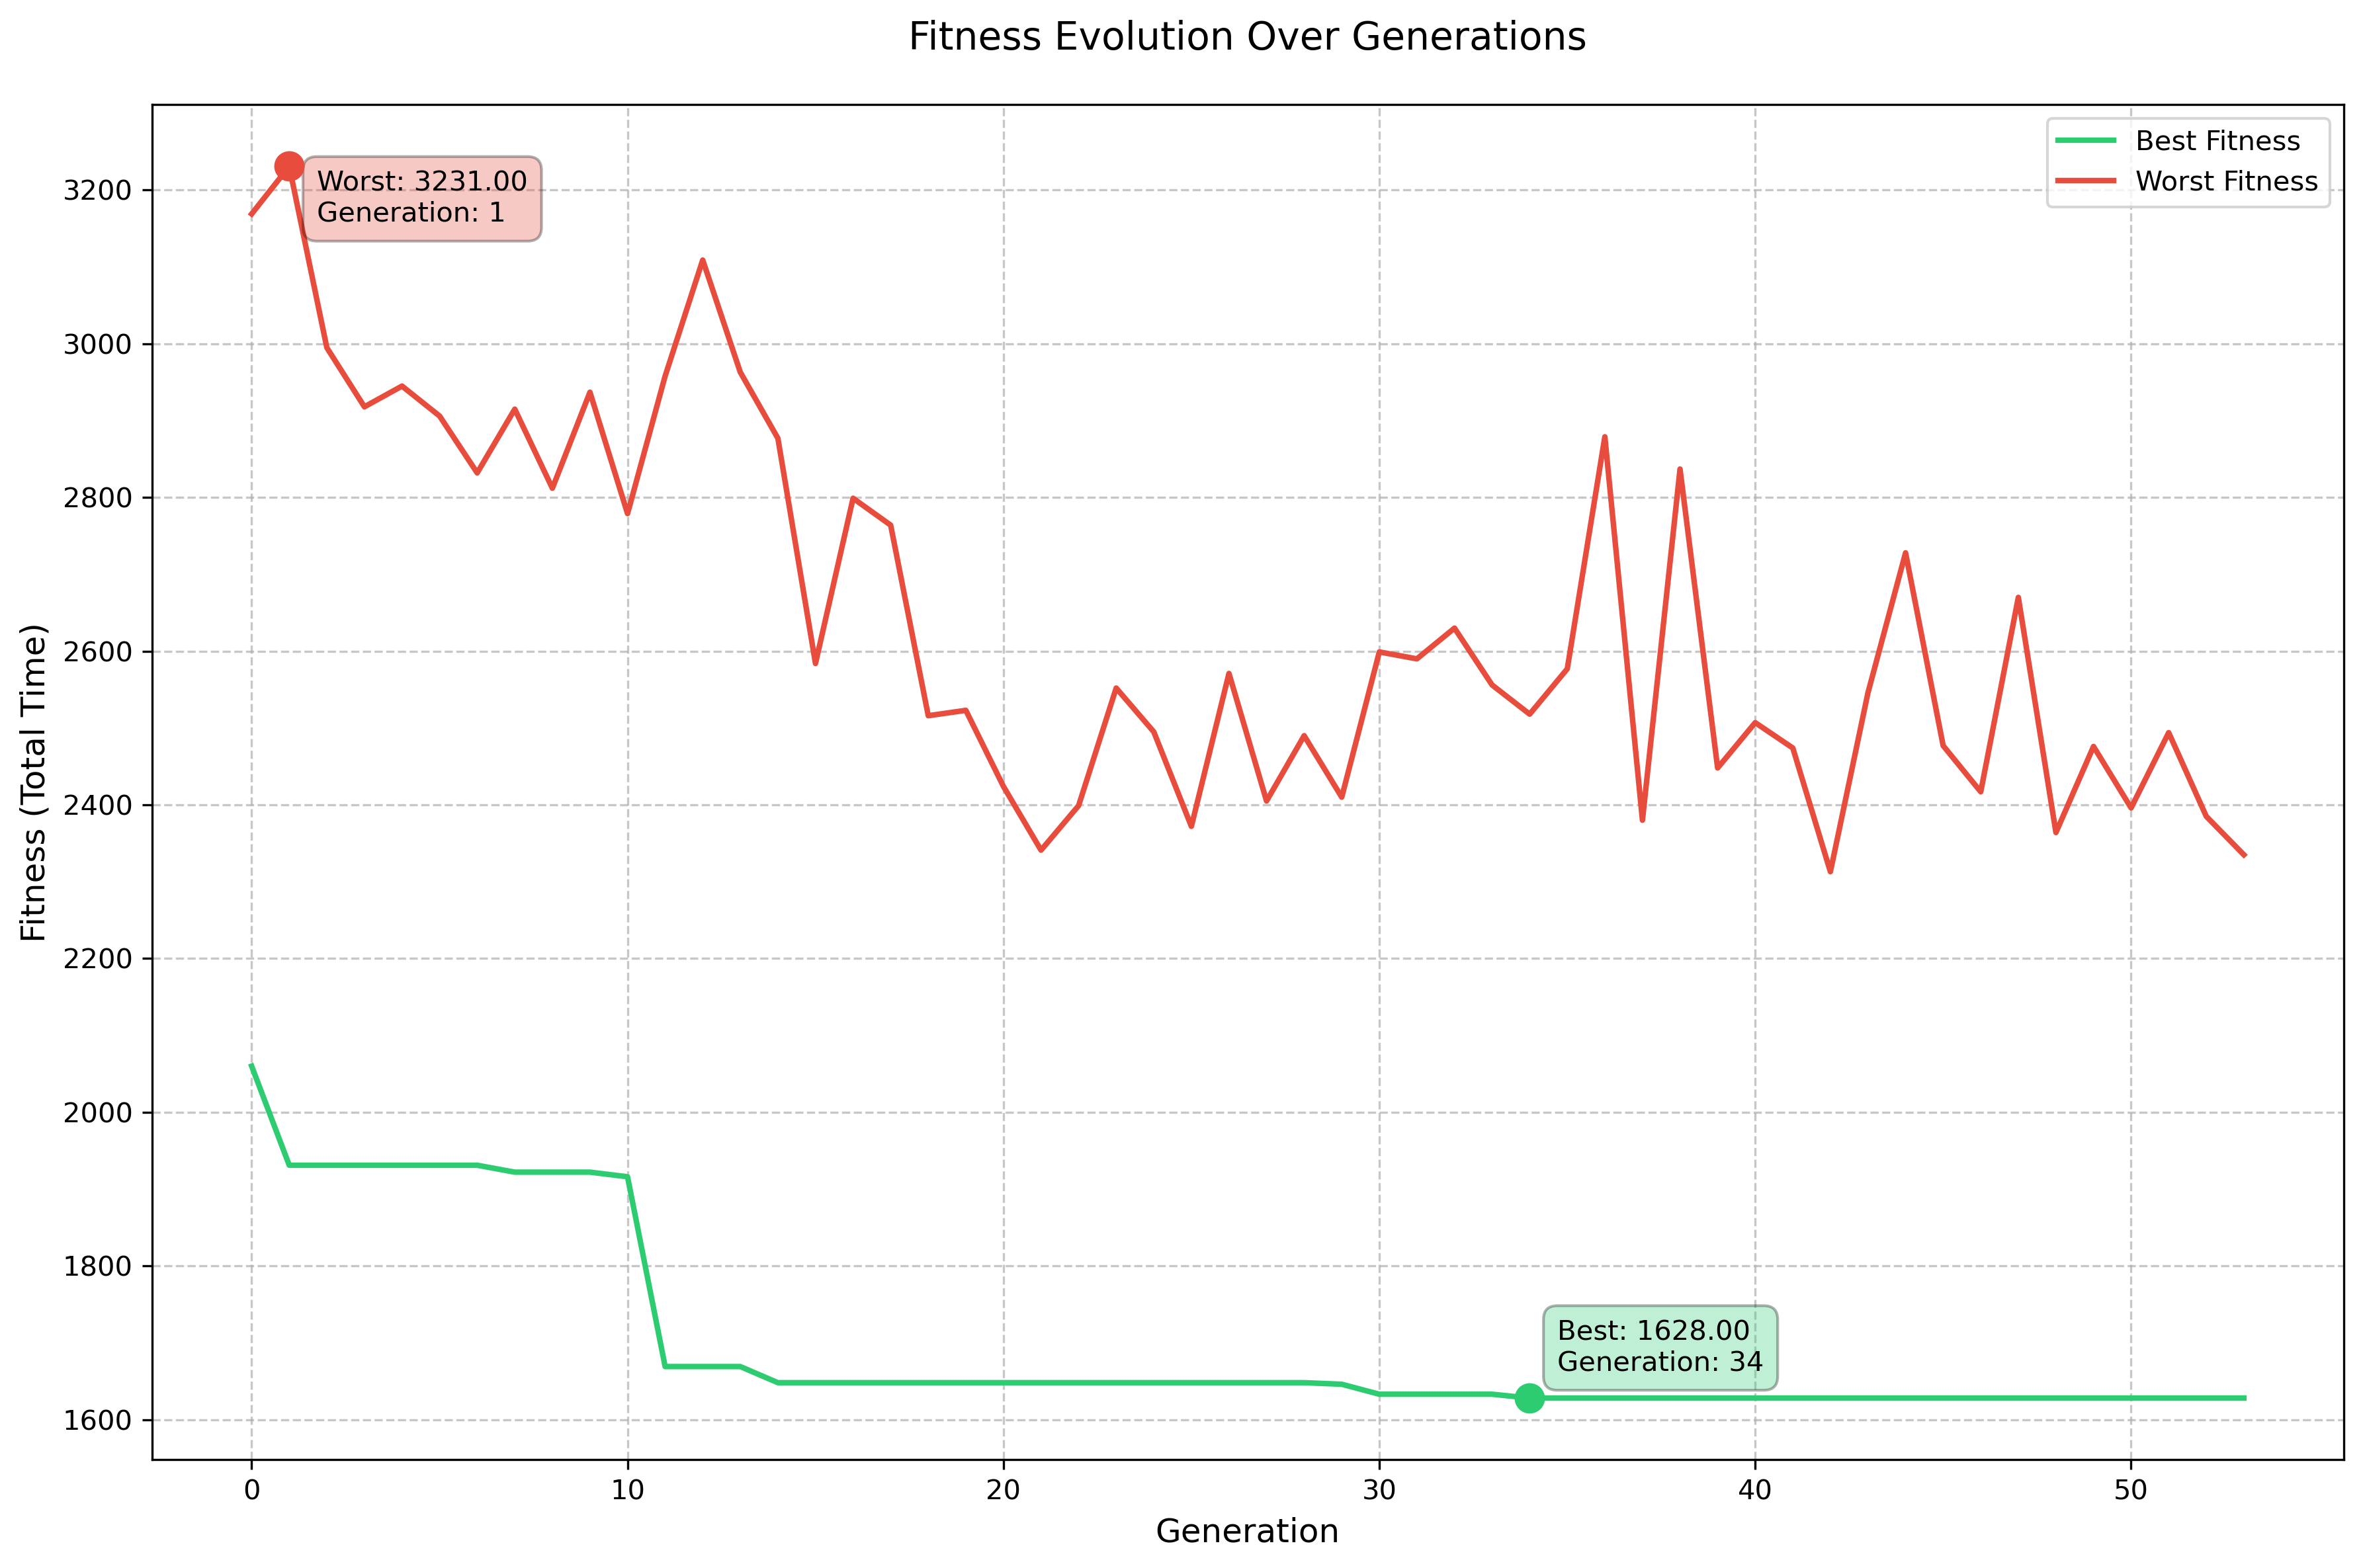 Fitness Evolution Over Generations
Best Fitness
Worst Fitness
Worst: 3231.00
Generation: 1
3200
3000
2800
2600
2400
2200
2000
1800
1600
Fitness (Total Time)
Best: 1628.00
Generation: 34
0 10 20 30 40 50
Generation